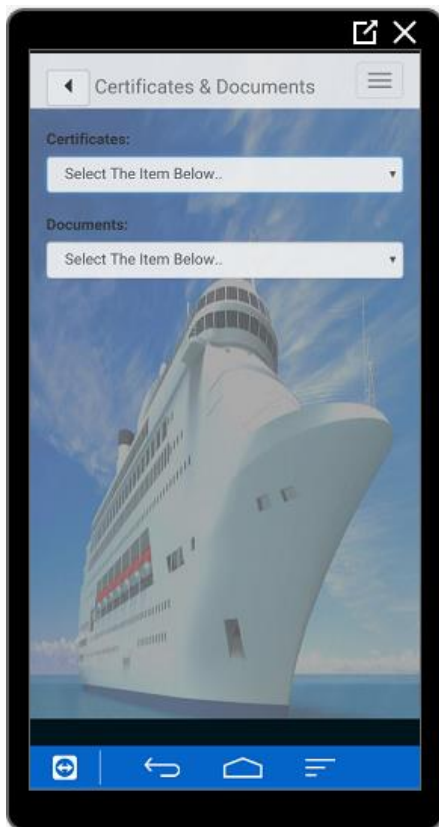 Certificates & Documents
Certificates:
Select The Item Below..
Documents:
Select The Item Below..